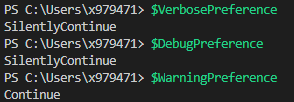 PS C:\Users\x979471> $VerbosePreference
SilentlyContinue
PS C:\Users\x979471> $DebugPreference
SilentlyContinue
PS C:\Users\x979471> $WarningPreference
Continue